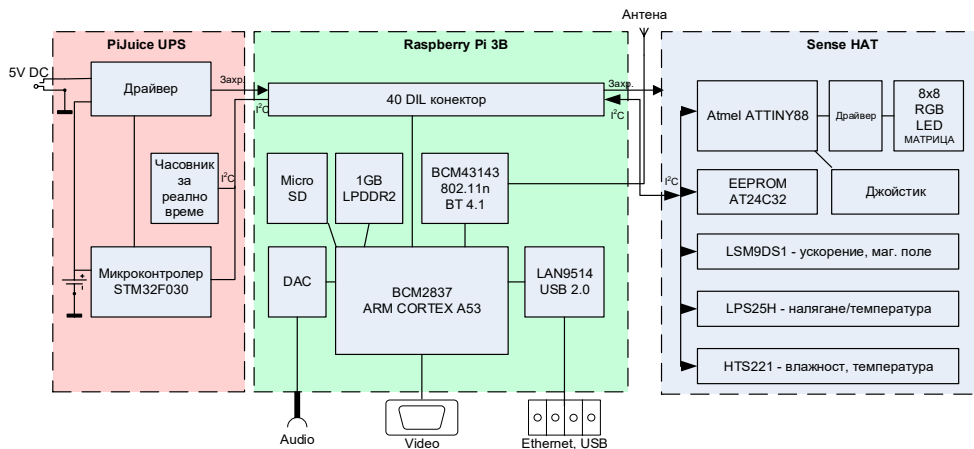 Антена
PiJuice UPS
Raspberry Pi 3B
Sense HAT
5V DC
Драйвер
Захр.
I²C
40 DIL конектор
Захр.
I²C
Atmel ATTINY88
Драйвер
8x8
RGB
LED
МАТРИЦА
Часовник
за
реално
време
I²C
Micro
SD
1GB
LPDDR2
BCM43143
802.11n
BT 4.1
I²C
EEPROM
AT24C32
Джойстик
Микроконтролер
STM32F030
DAC
BCM2837
ARM CORTEX A53
LAN9514
USB 2.0
LSM9DS1 - ускорение, маг. поле
LPS25H - налягане/температура
HTS221 - влажност, температура
Audio
Video
Ethernet, USB